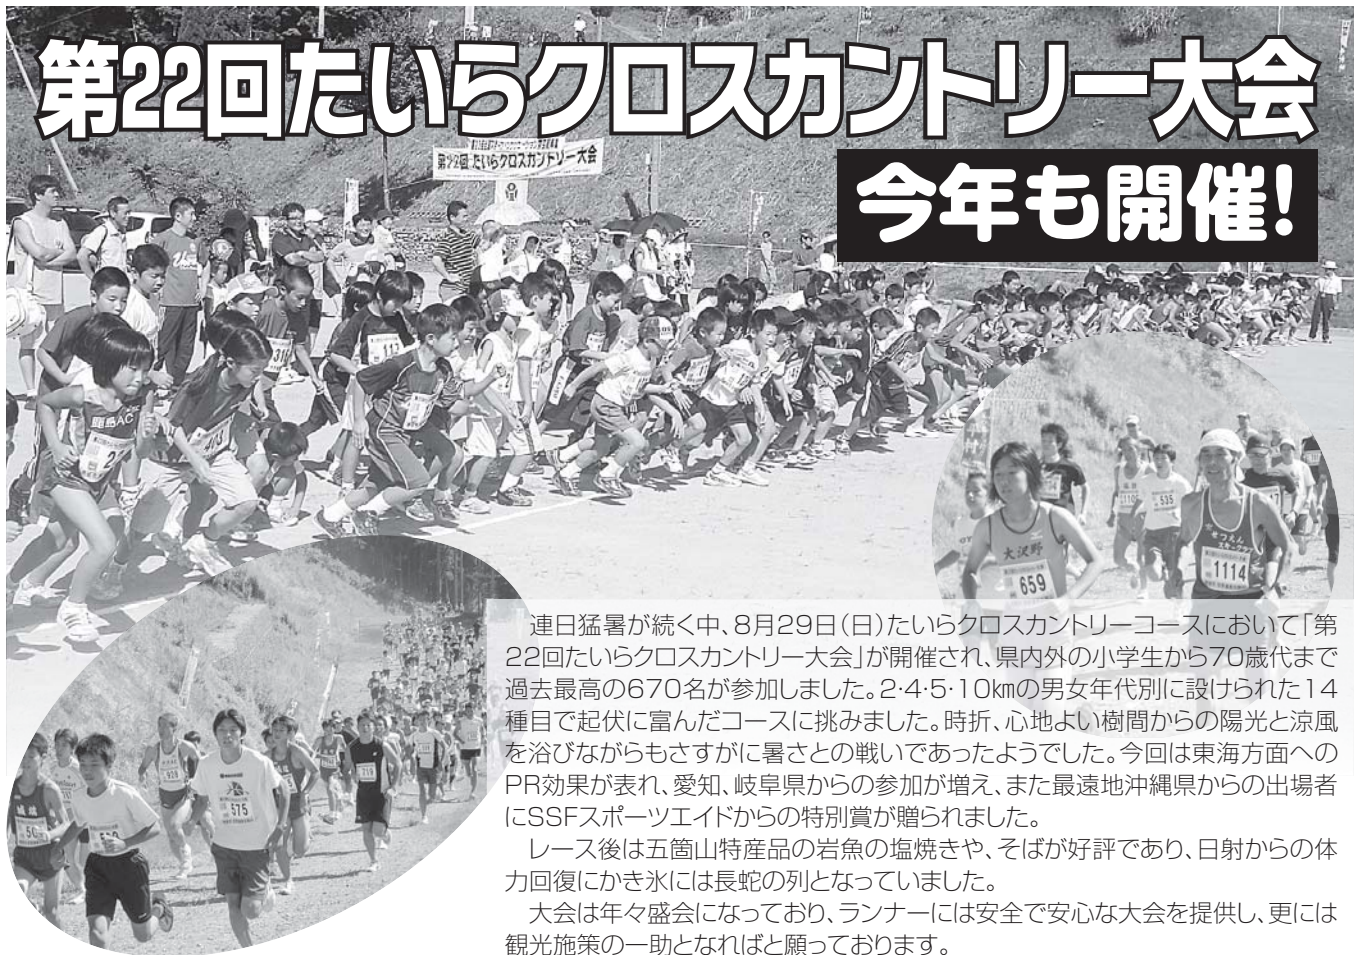 第22回たいらクロスカントリー大会
今年も開催!
第22回 たいらクロスカントリー大会
鹿島AC
大沢野
659
535
1114
575
719
連日猛暑が続く中、8月29日(日)たいらクロスカントリーコースにおいて「第
22回たいらクロスカントリー大会」が開催され、県内外の小学生から70歳代まで
過去最高の670名が参加しました。2・4・5・10㎞の男女年代別に設けられた14
種目で起伏に富んだコースに挑みました。時折、心地よい樹間からの陽光と涼風
を浴びながらもさすがに暑さとの戦いであったようでした。今回は東海方面への
PR効果が表れ、愛知、岐阜県からの参加が増え、また最遠地沖縄県からの出場者
にSSFスポーツエイドからの特別賞が贈られました。
レース後は五箇山特産品の岩魚の塩焼きや、そばが好評であり、日射からの体
力回復にかき氷には長蛇の列となっていました。
大会は年々盛会になっており、ランナーには安全で安心な大会を提供し、更には
観光施策の一助となればと願っております。